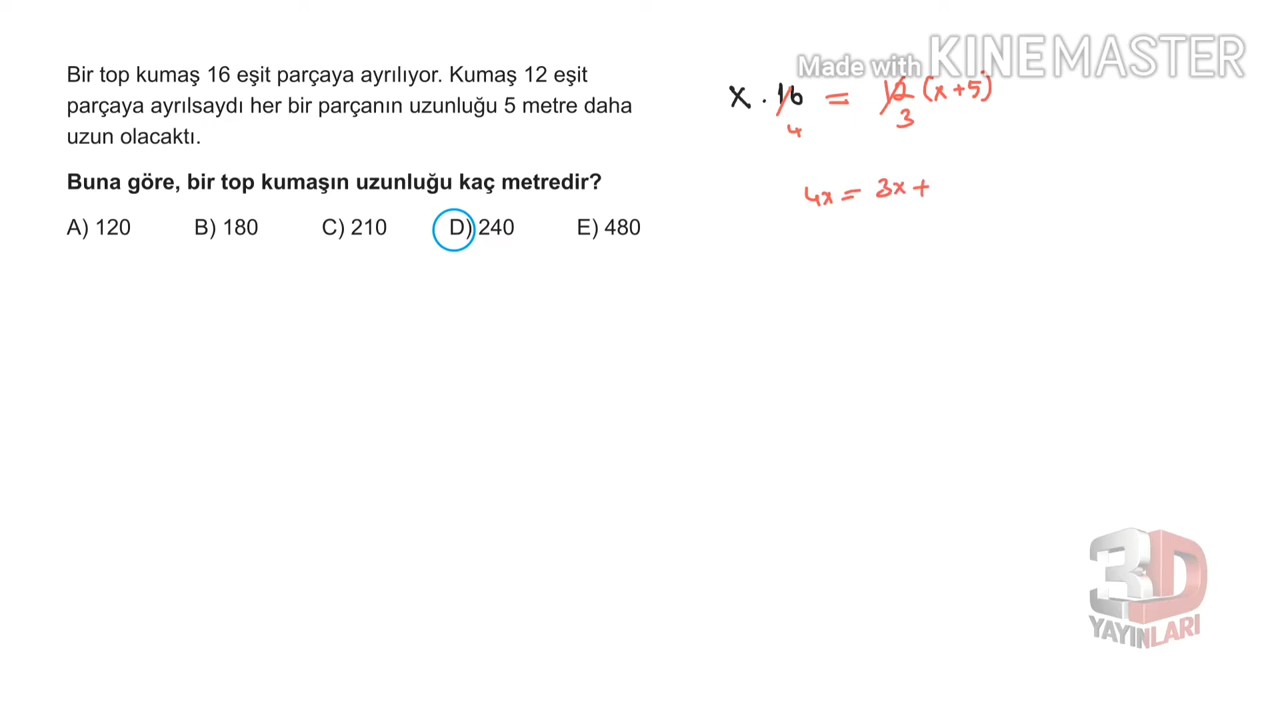 Made with KINEMASTER
Bir top kumaş 16 eşit parçaya ayrılıyor. Kumaş 12 eşit
parçaya ayrılsaydı her bir parçanın uzunluğu 5 metre daha
uzun olacaktı.
Buna göre, bir top kumaşın uzunluğu kaç metredir?
A) 120 B) 180 C) 210 D) 240 E) 480
x . 16 = 12 (x+5)
4 3
4x = 3x +
3D
YAYINLARI